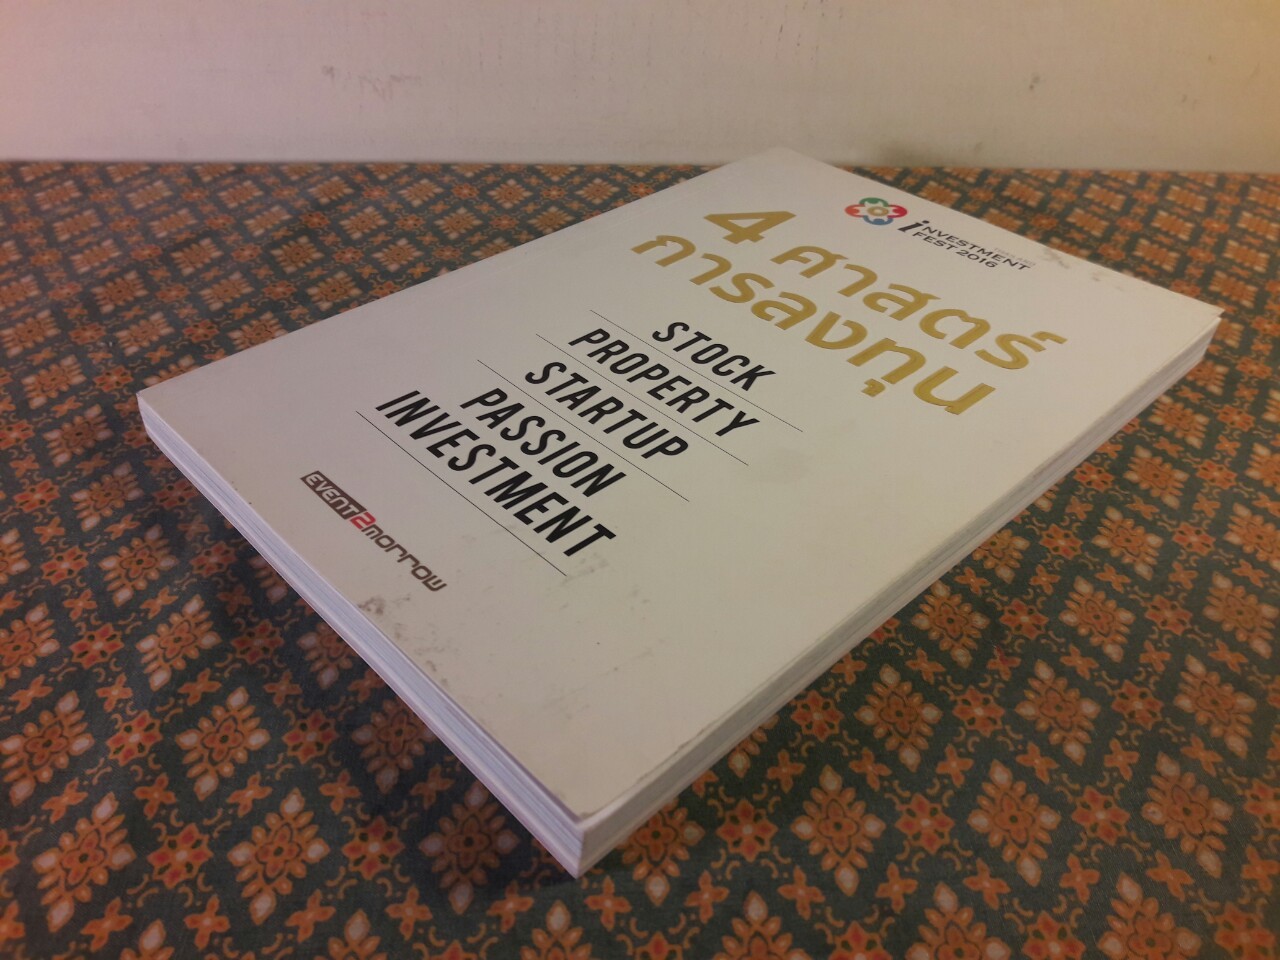 iNVESTMENT
FEST 2016
4 ศาสตร์
การลงทุน
STOCK
PROPERTY
STARTUP
PASSION
INVESTMENT
EVENT2morrow